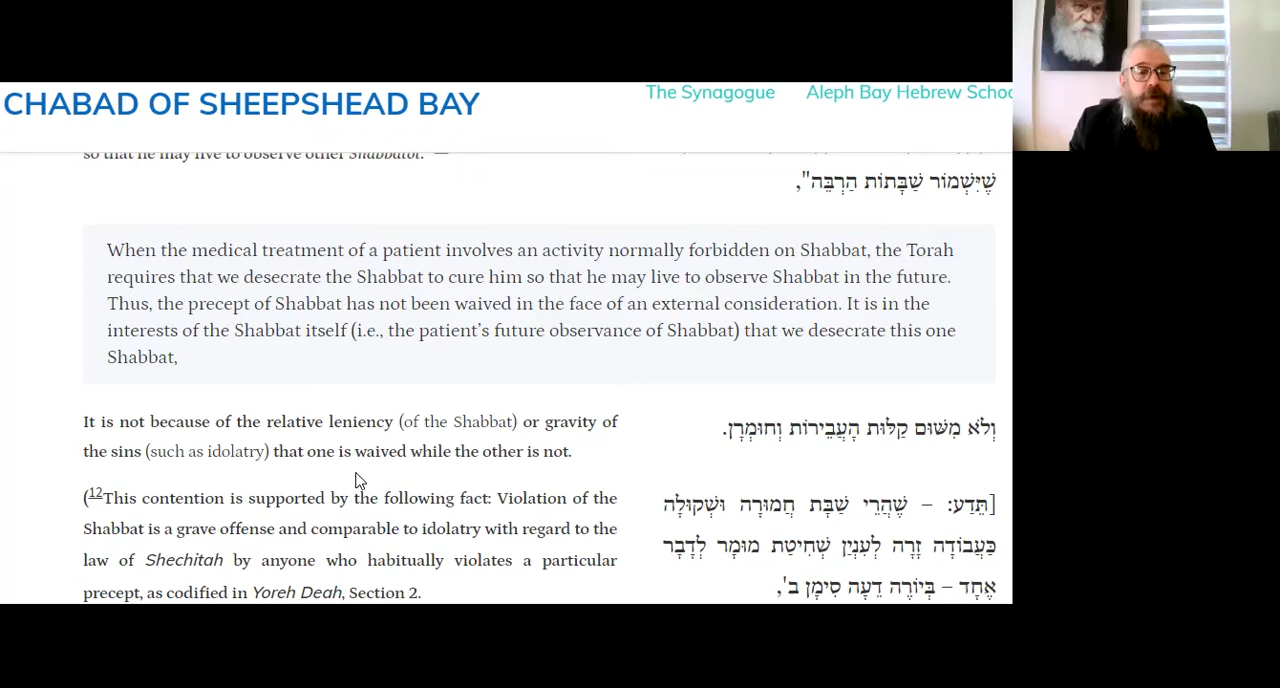 CHABAD OF SHEEPSHEAD BAY
The Synagogue Aleph Bay Hebrew
so that he may live to observe other Shabbatot.
שֶׁיִּשְׁמוֹר שַׁבָּתוֹת הַרְבֵּה",
When the medical treatment of a patient involves an activity normally forbidden on Shabbat, the Torah
requires that we desecrate the Shabbat to cure him so that he may live to observe Shabbat in the future.
Thus, the precept of Shabbat has not been waived in the face of an external consideration. It is in the
interests of the Shabbat itself (i.e., the patient's future observance of Shabbat) that we desecrate this one
Shabbat,
It is not because of the relative leniency (of the Shabbat) or gravity of
the sins (such as idolatry) that one is waived while the other is not.
וְלֹא מִשּׁוּם קַלּוּת הָעֲבֵירוֹת וְחוּמְרָן.
(12This contention is supported by the following fact: Violation of the
Shabbat is a grave offense and comparable to idolatry with regard to the
law of Shechitah by anyone who habitually violates a particular
precept, as codified in Yoreh Deah, Section 2.
[תֵּדַע: – שֶׁהֲרֵי שַׁבָּת חֲמוּרָה וּשְׁקוּלָה
כַּעֲבוֹדָה זָרָה לְעִנְיַן שְׁחִיטַת מוּמָר לְדָבָר
אֶחָד – בְּיוֹרֶה דֵעָה סִימָן ב',